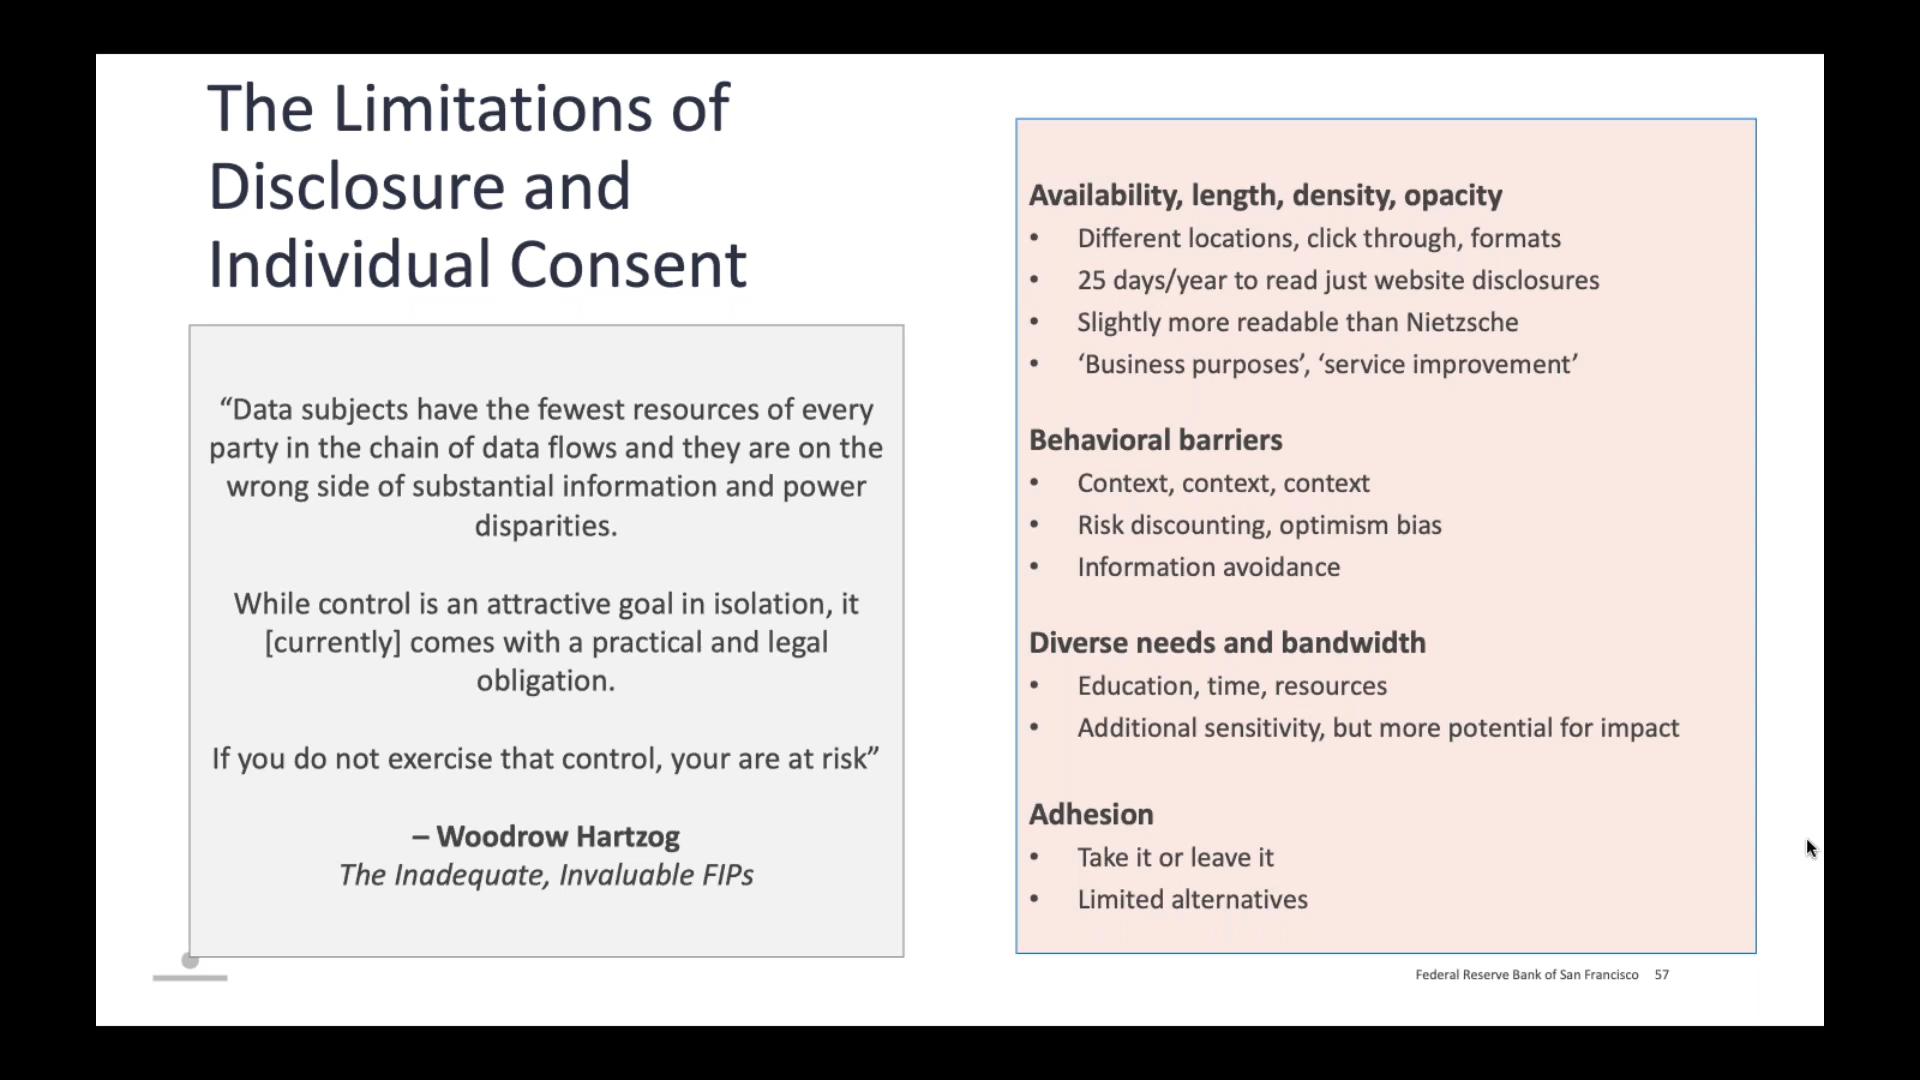 The Limitations of
Disclosure and
Individual Consent
“Data subjects have the fewest resources of every
party in the chain of data flows and they are on the
wrong side of substantial information and power
disparities.
While control is an attractive goal in isolation, it
[currently] comes with a practical and legal
obligation.
If you do not exercise that control, your are at risk”
– Woodrow Hartzog
The Inadequate, Invaluable FIPs
Availability, length, density, opacity
• Different locations, click through, formats
• 25 days/year to read just website disclosures
• Slightly more readable than Nietzsche
• ‘Business purposes’, ‘service improvement’
Behavioral barriers
• Context, context, context
• Risk discounting, optimism bias
• Information avoidance
Diverse needs and bandwidth
• Education, time, resources
• Additional sensitivity, but more potential for impact
Adhesion
• Take it or leave it
• Limited alternatives
Federal Reserve Bank of San Francisco 57